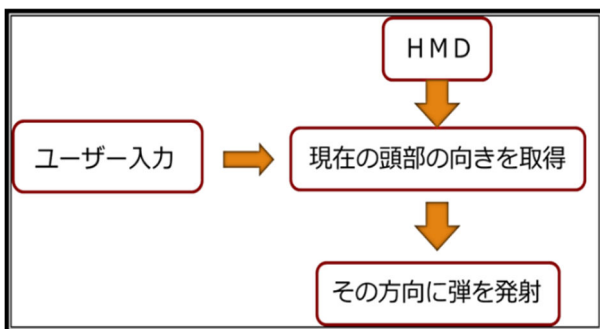 ＨＭＤ
ユーザー入力
現在の頭部の向きを取得
その方向に弾を発射